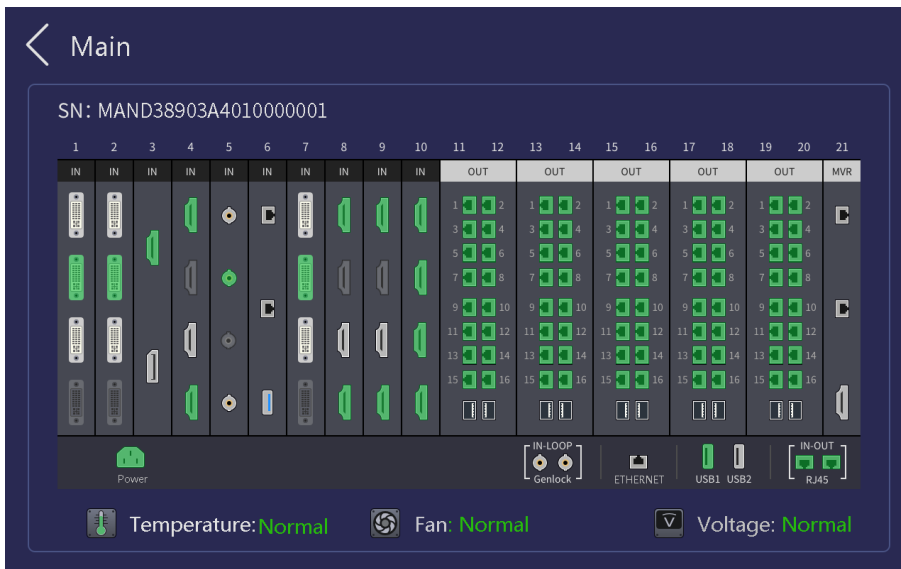 Main
SN: MAND38903A4010000001
1 2 3 4 5 6 7 8 9 10 11 12 13 14 15 16 17 18 19 20 21
IN IN IN IN IN IN IN IN IN IN OUT OUT OUT OUT OUT MVR
1 2 1 2 1 2 1 2 1 2
3 4 3 4 3 4 3 4 3 4
5 6 5 6 5 6 5 6 5 6
7 8 7 8 7 8 7 8 7 8
9 10 9 10 9 10 9 10 9 10
11 12 11 12 11 12 11 12 11 12
13 14 13 14 13 14 13 14 13 14
15 16 15 16 15 16 15 16 15 16
IN-LOOP IN-OUT
Power Genlock ETHERNET USB1 USB2 RJ45
Temperature: Normal Fan: Normal V Voltage: Normal